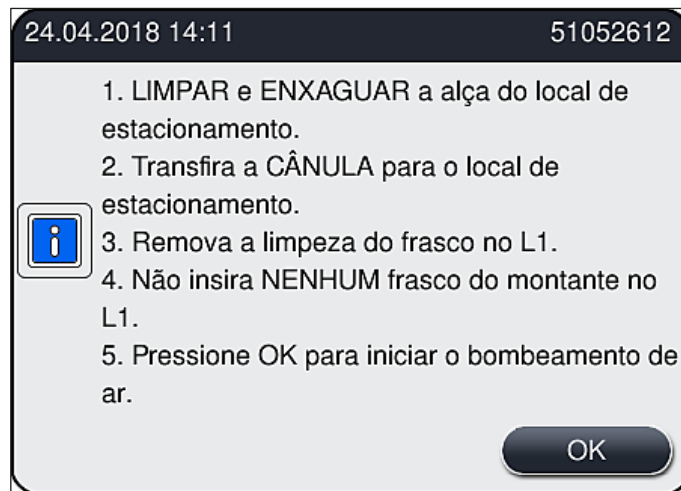 24.04.2018 14:11 51052612
1. LIMPAR e ENXAGUAR a alça do local de
estacionamento.
2. Transfira a CÂNULA para o local de
estacionamento.
3. Remova a limpeza do frasco no L1.
4. Não insira NENHUM frasco do montante no
L1.
5. Pressione OK para iniciar o bombeamento de
ar.
OK